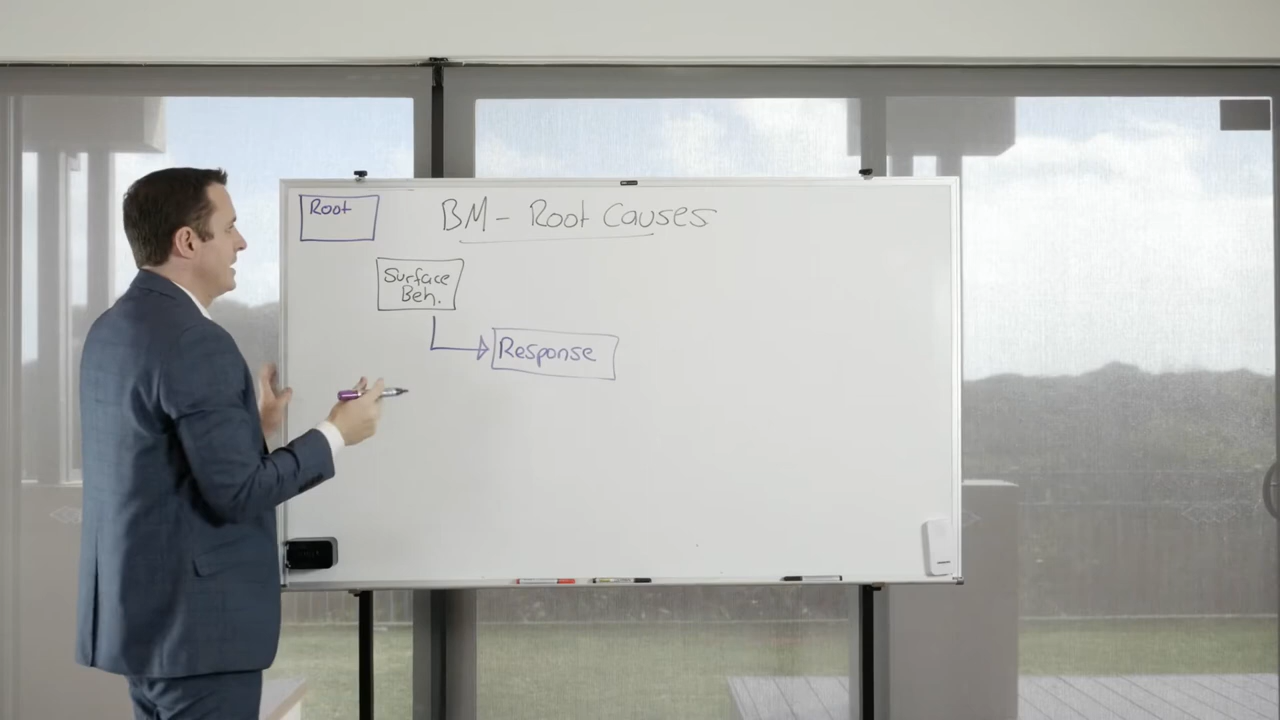 Root
BM - Root Causes
Surface
Beh.
Response